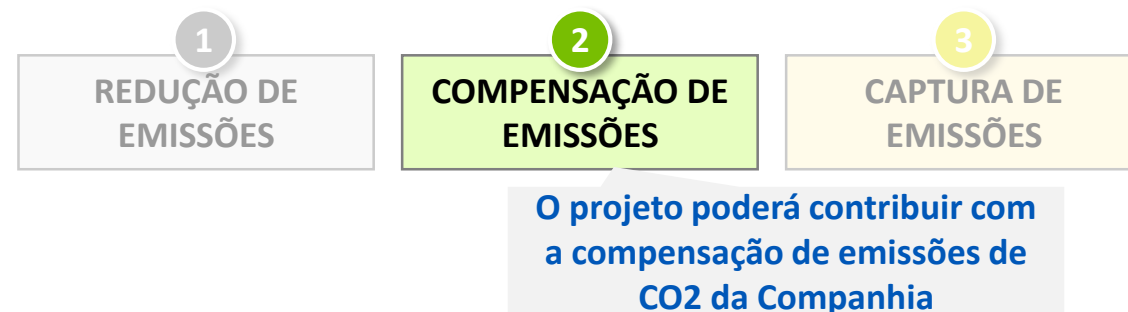 1
REDUÇÃO DE
EMISSÕES
2
COMPENSAÇÃO DE
EMISSÕES
3
CAPTURA DE
EMISSÕES
O projeto poderá contribuir com
a compensação de emissões de
CO2 da Companhia